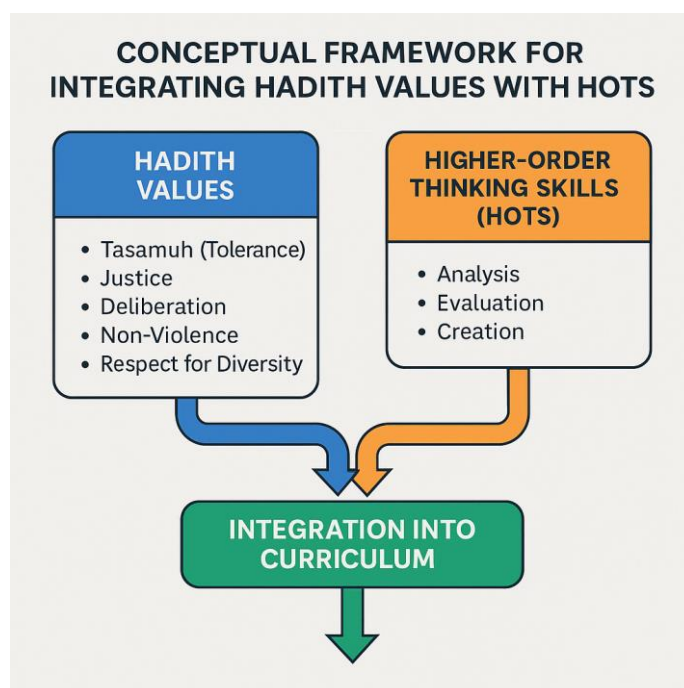 CONCEPTUAL FRAMEWORK FOR
INTEGRATING HADITH VALUES WITH HOTS
HADITH
VALUES
• Tasamuh (Tolerance)
• Justice
• Deliberation
• Non-Violence
• Respect for Diversity
HIGHER-ORDER
THINKING SKILLS
(HOTS)
• Analysis
• Evaluation
• Creation
INTEGRATION INTO
CURRICULUM